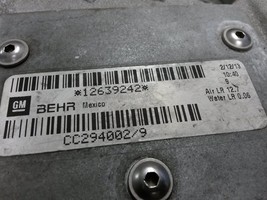 *12639242*
2/12/13
10:40
9
GM BEHR Mexico
Air LR 12.7
Water LR 0.06
CC294002/9